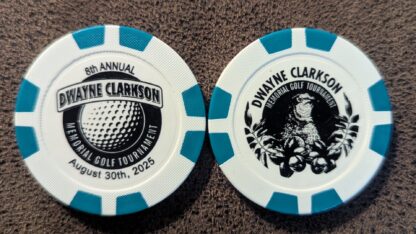 8th ANNUAL
DWAYNE CLARKSON
MEMORIAL GOLF TOURNAMENT
August 30th, 2025
DWAYNE CLARKSON
MEMORIAL GOLF TOURNAMENT